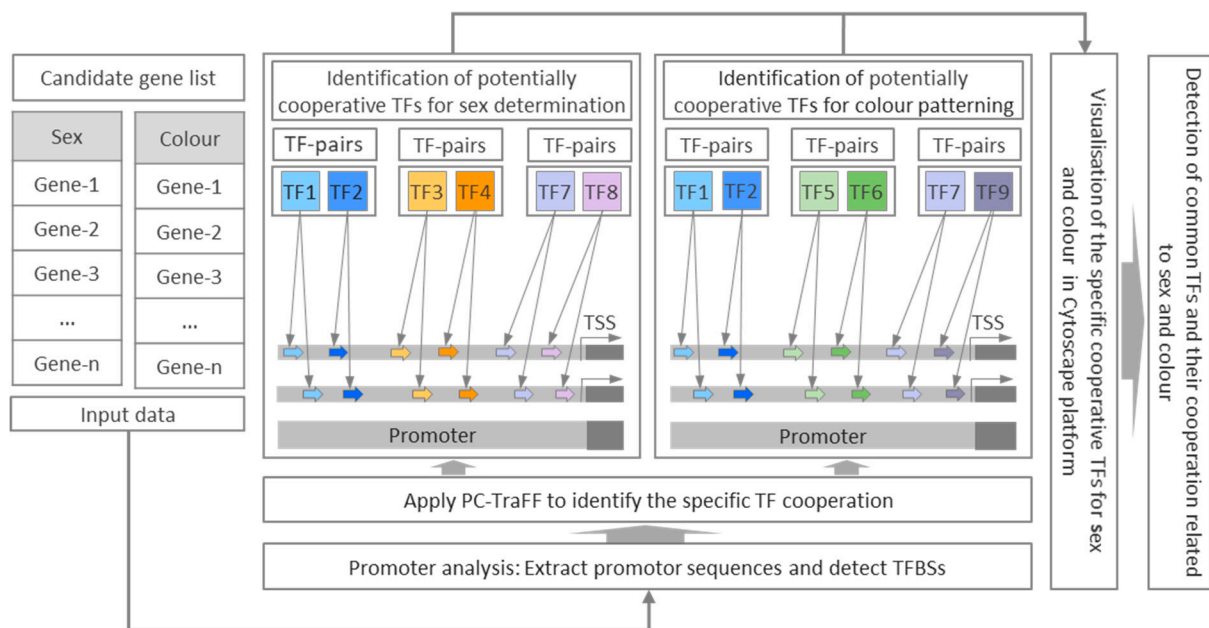 Candidate gene list
Sex
Colour
Gene-1
Gene-1
Gene-2
Gene-2
Gene-3
Gene-3
...
...
Gene-n
Gene-n
Input data
Identification of potentially
cooperative TFs for sex determination
TF-pairs
TF-pairs
TF-pairs
TF1
TF2
TF3
TF4
TF7
TF8
TSS
Promoter
Identification of potentially
cooperative TFs for colour patterning
TF-pairs
TF-pairs
TF-pairs
TF1
TF2
TF5
TF6
TF7
TF9
TSS
Promoter
Apply PC-TraFF to identify the specific TF cooperation
Promoter analysis: Extract promotor sequences and detect TFBSs
Visualisation of the specific cooperative TFs for sex
and colour in Cytoscape platform
Detection of common TFs and their cooperation related
to sex and colour